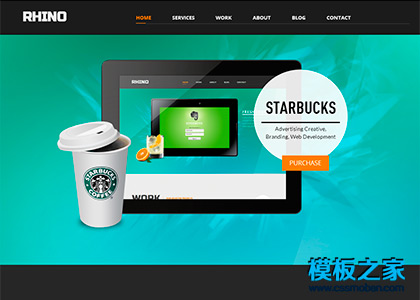 RHINO
HOME SERVICES WORK ABOUT BLOG CONTACT
RHINO
STARBUCKS
Advertising Creative,
Branding, Web Development
PURCHASE
STARBUCKS
COFFEE
WORK
模板之家
www.cssmoban.com